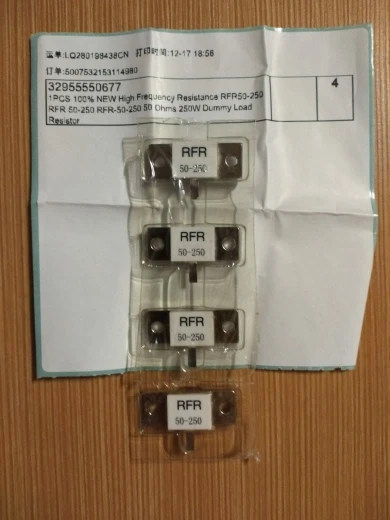 单:LQ280198438CN 打印时间:12-17 18:56
订单:5007532153114980
32955550677
1PCS 100% NEW High Frequency Resistance RFR50-250
4
RFR 50-250 RFR-50-250 50 Ohms 250W Dummy Load
Resistor
RFR
50-250
RFR
50-250
RFR
50-250
RFR
50-250